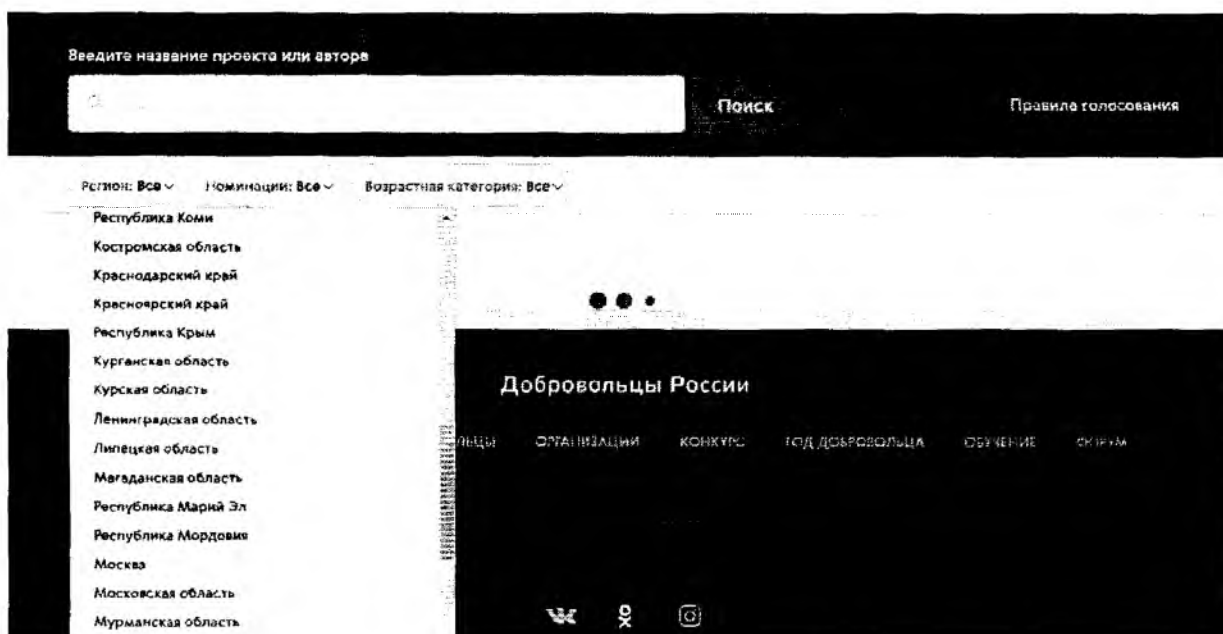 Введите название проекта или автора
Поиск
Правила голосования
Регион: Все
Номинации: Все
Возрастная категория: Все
Республика Коми
Костромская область
Краснодарский край
Красноярский край
Республика Крым
Курганская область
Курская область
Ленинградская область
Липецкая область
Магаданская область
Республика Марий Эл
Республика Мордовия
Москва
Московская область
Мурманская область
Добровольцы России
ЛЬЦЫ ОРГАНИЗАЦИИ КОНКУРС ГОД ДОБРОВОЛЬЦА ОБУЧЕНИЕ ФОРУМ